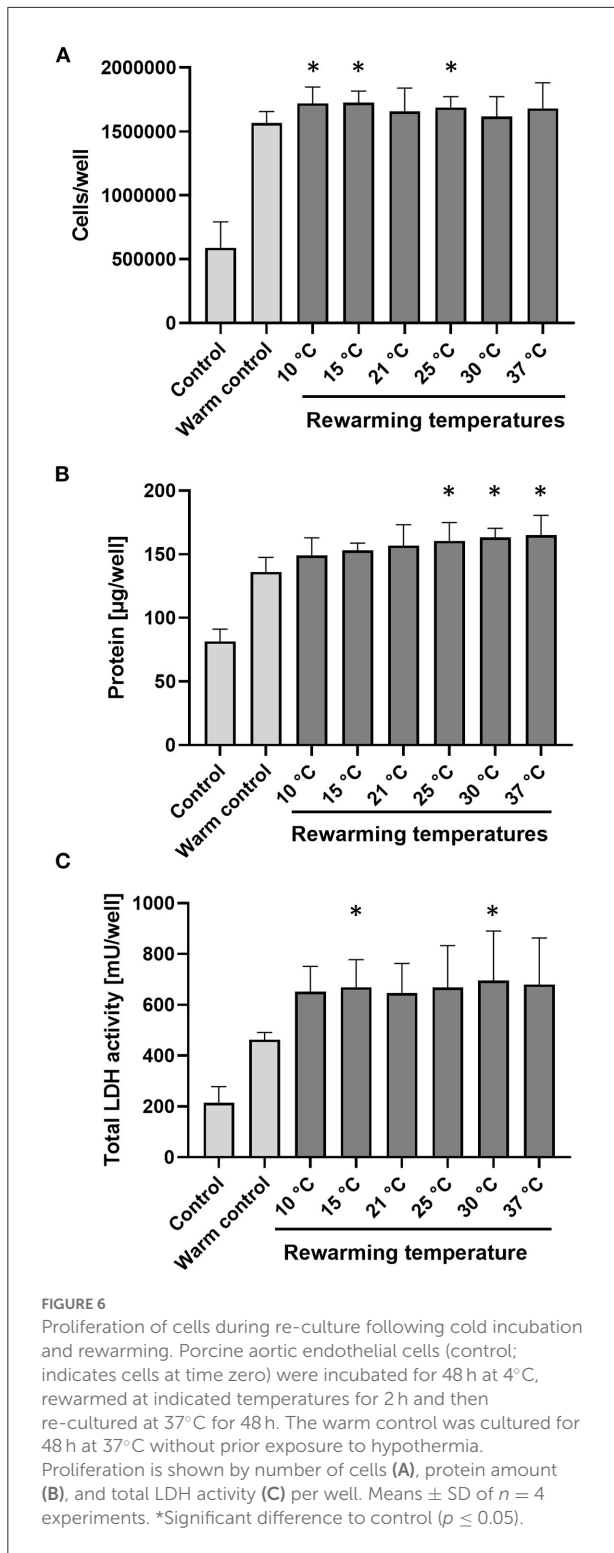 A
Cells/well
2000000
* * *
1500000
1000000
500000
0
Control
Warm control
10 °C
15 °C
21 °C
25 °C
30 °C
37 °C
Rewarming temperatures
B
Protein [µg/well]
200
* * *
150
100
50
0
Control
Warm control
10 °C
15 °C
21 °C
25 °C
30 °C
37 °C
Rewarming temperatures
C
Total LDH activity [mU/well]
1000
* *
800
600
400
200
0
Control
Warm control
10 °C
15 °C
21 °C
25 °C
30 °C
37 °C
Rewarming temperature
FIGURE 6
Proliferation of cells during re-culture following cold incubation
and rewarming. Porcine aortic endothelial cells (control;
indicates cells at time zero) were incubated for 48 h at 4°C,
rewarmed at indicated temperatures for 2 h and then
re-cultured at 37°C for 48 h. The warm control was cultured for
48 h at 37°C without prior exposure to hypothermia.
Proliferation is shown by number of cells (A), protein amount
(B), and total LDH activity (C) per well. Means ± SD of n = 4
experiments. *Significant difference to control (p ≤ 0.05).